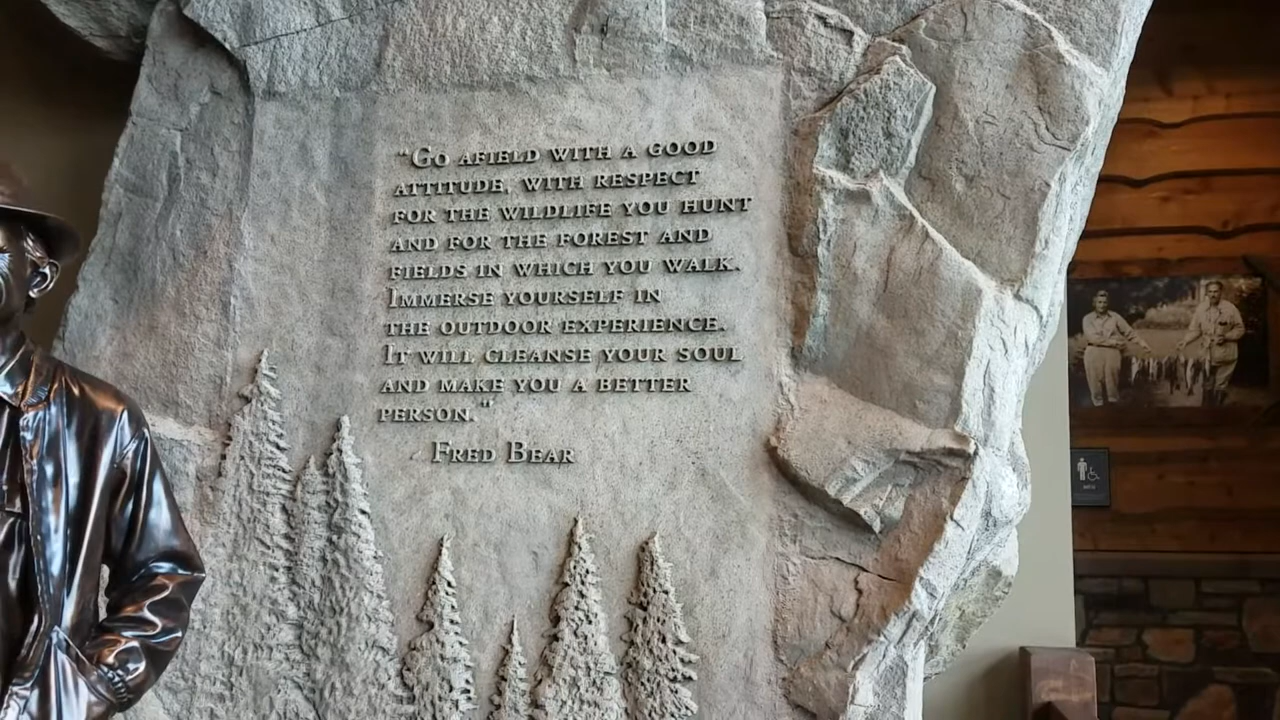 "GO AFIELD WITH A GOOD
ATTITUDE, WITH RESPECT
FOR THE WILDLIFE YOU HUNT
AND FOR THE FOREST AND
FIELDS IN WHICH YOU WALK.
IMMERSE YOURSELF IN
THE OUTDOOR EXPERIENCE.
IT WILL CLEANSE YOUR SOUL
AND MAKE YOU A BETTER
PERSON."
FRED BEAR